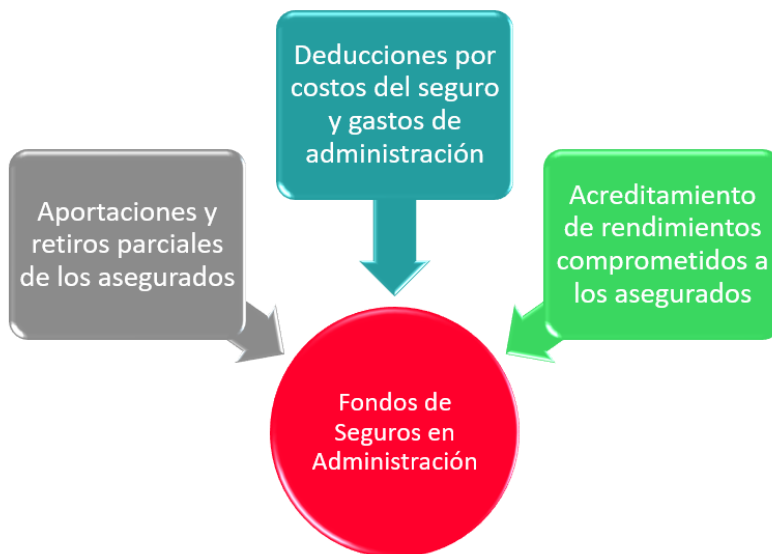 Deducciones por
costos del seguro
y gastos de
administración
Aportaciones y
retiros parciales
de los asegurados
Acreditamiento
de rendimientos
comprometidos a
los asegurados
Fondos de
Seguros en
Administración